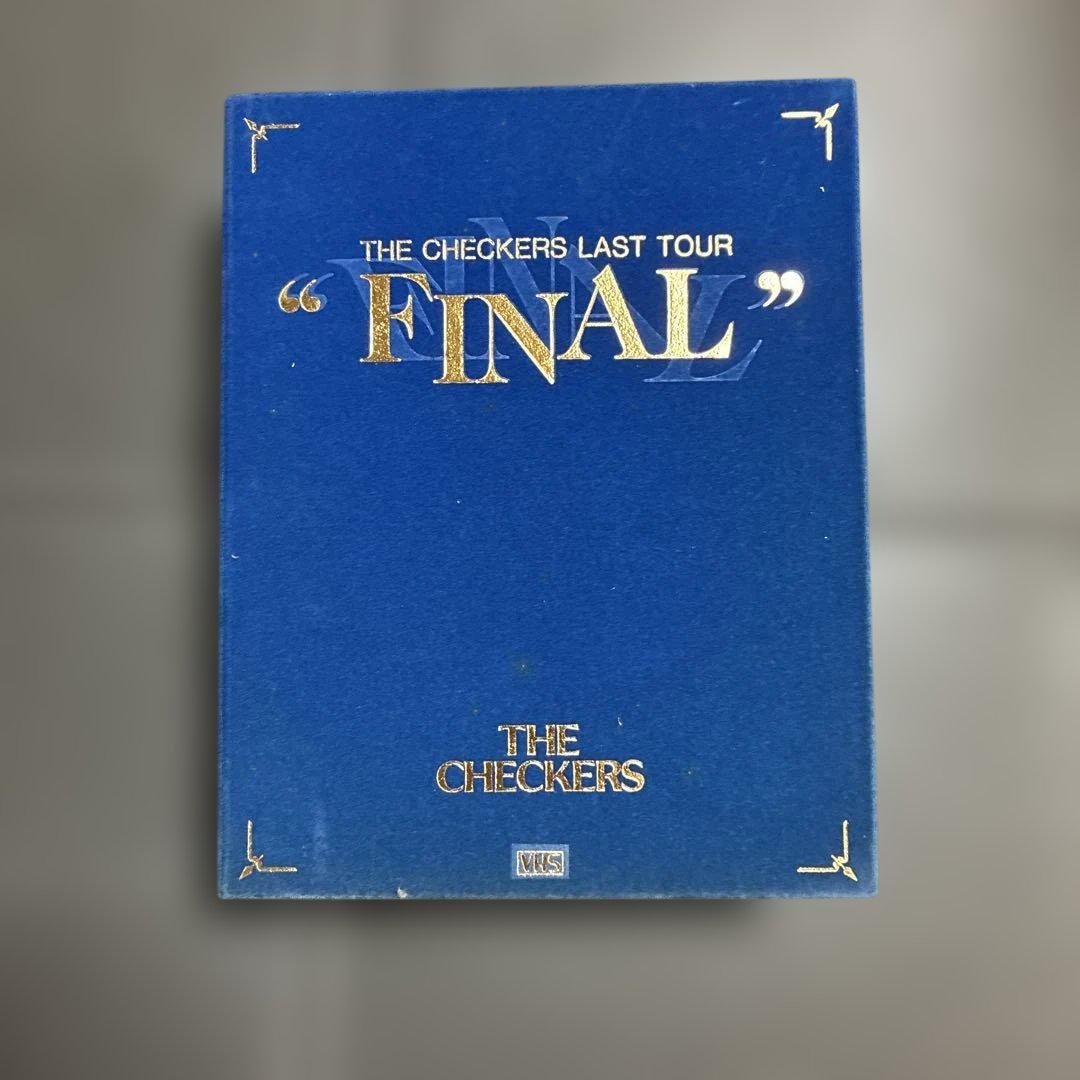 THE CHECKERS LAST TOUR
“FINAL”
THE
CHECKERS
VHS